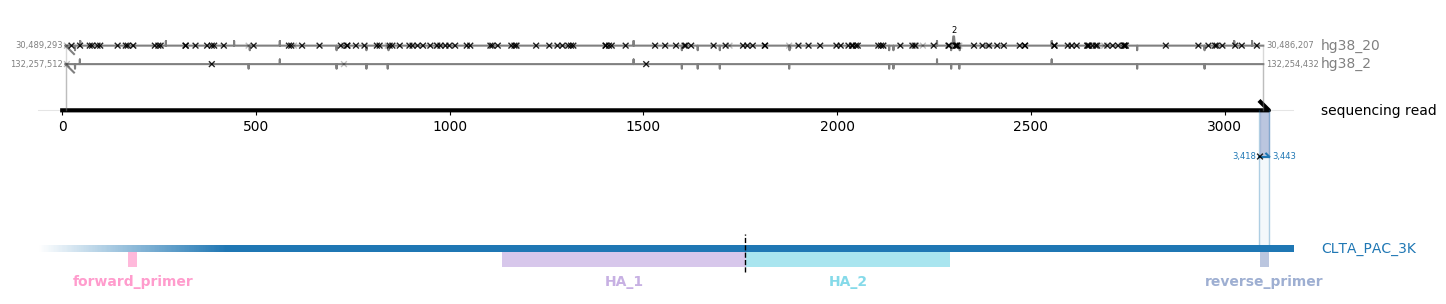 2
30,489,293 30,486,207 hg38_20
132,257,512 132,254,432 hg38_2
sequencing read
0 500 1000 1500 2000 2500 3000
3,418 3,443
CLTA_PAC_3K
forward_primer HA_1 HA_2 reverse_primer